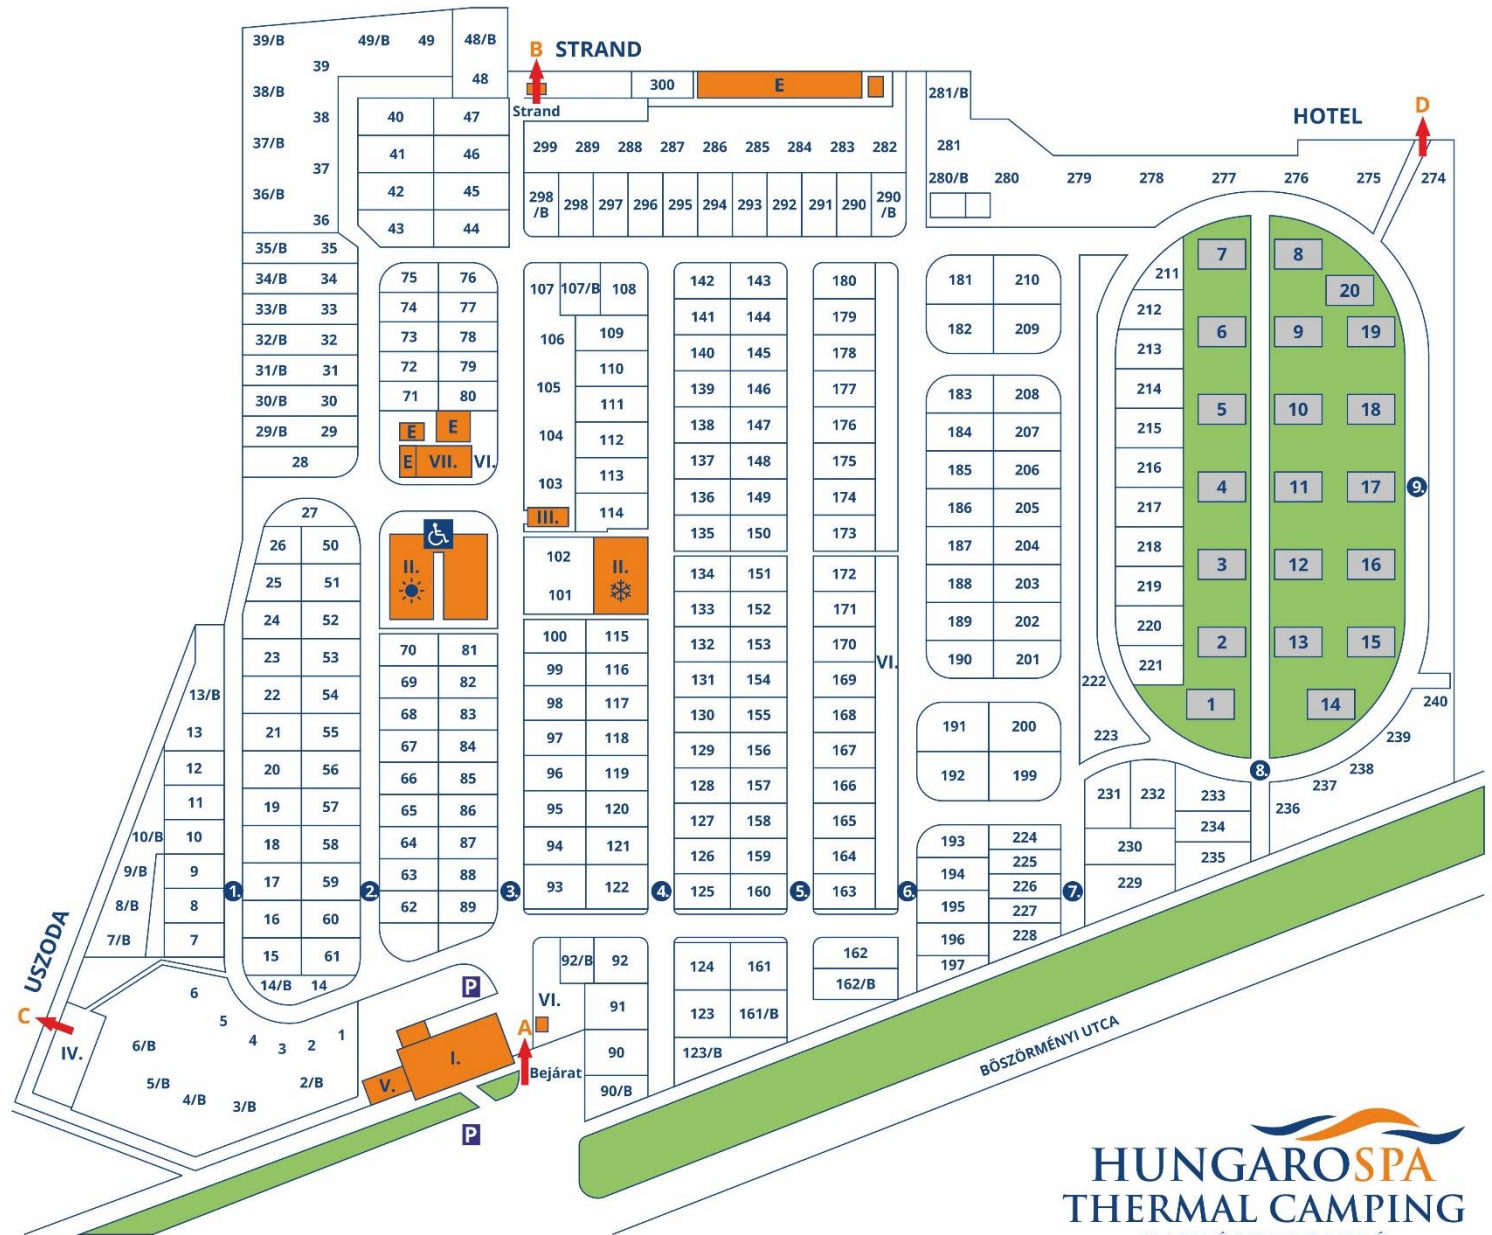 39/B 49/B 49 48/B
39
38/B 48
38
37/B
37
36/B
36
40 47
41 46
42 45
43 44
B STRAND
Strand
300 E
299 289 288 287 286 285 284 283 282
298/B 298 297 296 295 294 293 292 291 290 290/B
281/B
281
280/B 280 279 278 277 276 275 274
HOTEL D
35/B 35
34/B 34
33/B 33
32/B 32
31/B 31
30/B 30
29/B 29
28
75 76
74 77
73 78
72 79
71 80
E E
E VII. VI.
107 107/B 108
106 109
110
105 111
104 112
103 113
III. 114
102 II.
101
100 115
99 116
98 117
97 118
96 119
95 120
94 121
93 122
142 143
141 144
140 145
139 146
138 147
137 148
136 149
135 150
134 151
133 152
132 153
131 154
130 155
129 156
128 157
127 158
126 159
125 160
180
179
178
177
176
175
174
173
172
171
170
169
VI.
168
167
166
165
164
163
181 210
182 209
183 208
184 207
185 206
186 205
187 204
188 203
189 202
190 201
191 200
192 199
193 224
194 225
226
195 227
196 228
197
211
212
213
214
215
216
217
218
219
220
221
222
223
7 8
20
6 9 19
5 10 18
4 11 17
9.
3 12 16
2 13 15
1 14
8.
240
239
238
237
236
231 232 233
234
230 235
229
27
26 50
25 51
24 52
23 53
22 54
21 55
20 56
19 57
18 58
17 59
16 60
15 61
14/B 14
II.
70 81
69 82
68 83
67 84
66 85
65 86
64 87
63 88
62 89
13/B
13
12
11
10/B 10
9/B 9
8/B 8
7/B 7
1. 2. 3. 4. 5. 6. 7.
USZODA
C
IV.
6
5
4 3 2 1
6/B
5/B 2/B
4/B 3/B
P
I.
V.
A
Bejárat
P
VI.
92/B 92
91
90
90/B
124 161
123 161/B
123/B
162
162/B
BÖSZÖRMÉNYI UTCA
HUNGAROSPA
THERMAL CAMPING